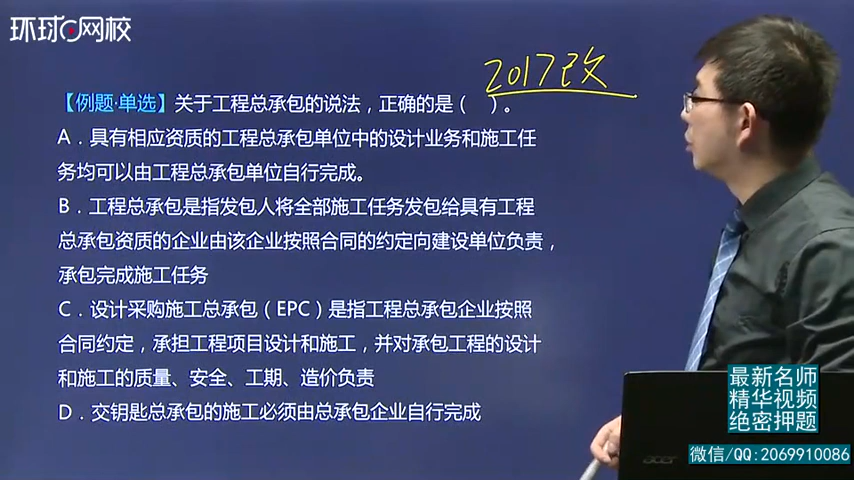 环球网校
2017改
【例题·单选】关于工程总承包的说法，正确的是（ ）。
A．具有相应资质的工程总承包单位中的设计业务和施工任
务均可以由工程总承包单位自行完成。
B．工程总承包是指发包人将全部施工任务发包给具有工程
总承包资质的企业由该企业按照合同的约定向建设单位负责，
承包完成施工任务
C．设计采购施工总承包（EPC）是指工程总承包企业按照
合同约定，承担工程项目设计和施工，并对承包工程的设计
和施工的质量、安全、工期、造价负责
D．交钥匙总承包的施工必须由总承包企业自行完成
最新名师
精华视频
绝密押题
微信/QQ:2069910086
acer